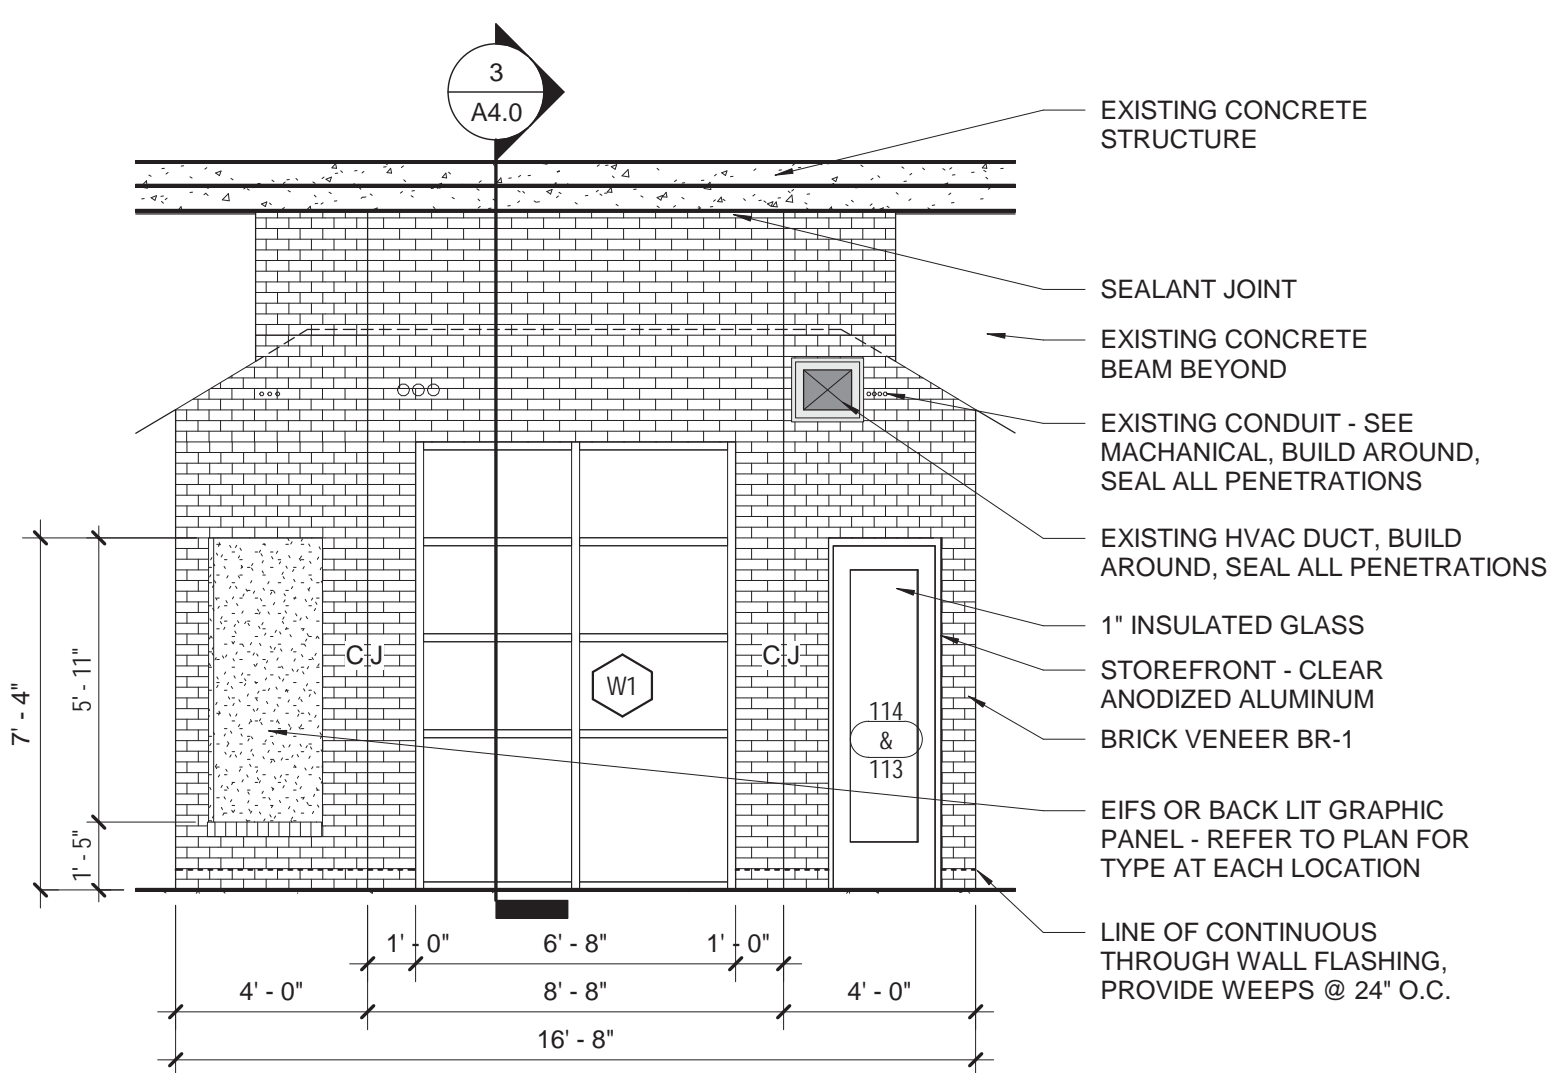 3
A4.0
EXISTING CONCRETE
STRUCTURE
SEALANT JOINT
EXISTING CONCRETE
BEAM BEYOND
EXISTING CONDUIT - SEE
MACHANICAL, BUILD AROUND,
SEAL ALL PENETRATIONS
EXISTING HVAC DUCT, BUILD
AROUND, SEAL ALL PENETRATIONS
1" INSULATED GLASS
STOREFRONT - CLEAR
ANODIZED ALUMINUM
BRICK VENEER BR-1
EIFS OR BACK LIT GRAPHIC
PANEL - REFER TO PLAN FOR
TYPE AT EACH LOCATION
LINE OF CONTINUOUS
THROUGH WALL FLASHING,
PROVIDE WEEPS @ 24" O.C.
CJ
CJ
W1
114
&
113
7' - 4"
5' - 11"
1' - 5"
1' - 0"
6' - 8"
1' - 0"
4' - 0"
8' - 8"
4' - 0"
16' - 8"